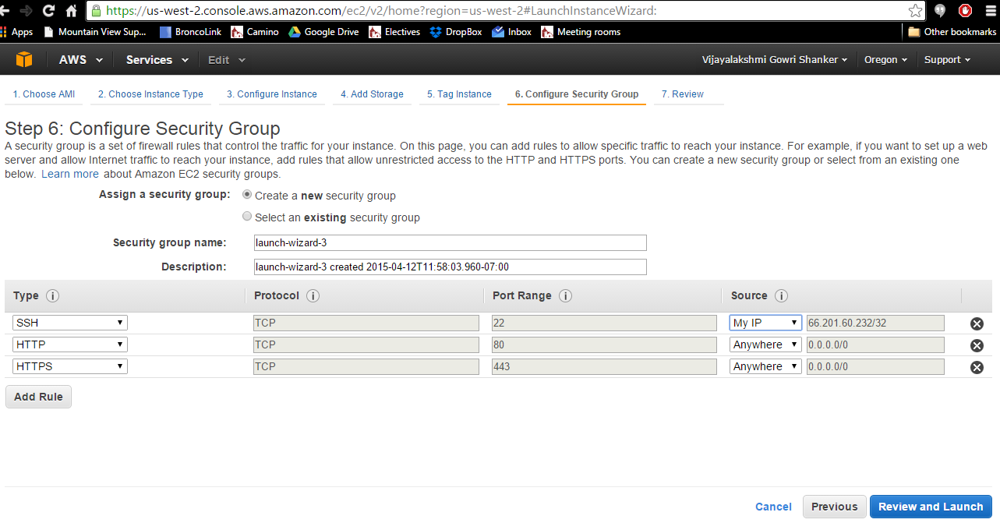 https://us-west-2.console.aws.amazon.com/ec2/v2/home?region=us-west-2#LaunchInstanceWizard:
Apps Mountain View Sup... BroncoLink Camino Google Drive Electives DropBox Inbox Meeting rooms Other bookmarks
AWS Services Edit Vijayalakshmi Gowri Shanker Oregon Support
1. Choose AMI 2. Choose Instance Type 3. Configure Instance 4. Add Storage 5. Tag Instance 6. Configure Security Group 7. Review
Step 6: Configure Security Group
A security group is a set of firewall rules that control the traffic for your instance. On this page, you can add rules to allow specific traffic to reach your instance. For example, if you want to set up a web
server and allow Internet traffic to reach your instance, add rules that allow unrestricted access to the HTTP and HTTPS ports. You can create a new security group or select from an existing one
below. Learn more about Amazon EC2 security groups.
Assign a security group: Create a new security group
Select an existing security group
Security group name: launch-wizard-3
Description: launch-wizard-3 created 2015-04-12T11:58:03.960-07:00
Type i Protocol i Port Range i Source i
SSH TCP 22 My IP 66.201.60.232/32
HTTP TCP 80 Anywhere 0.0.0.0/0
HTTPS TCP 443 Anywhere 0.0.0.0/0
Add Rule
Cancel Previous Review and Launch